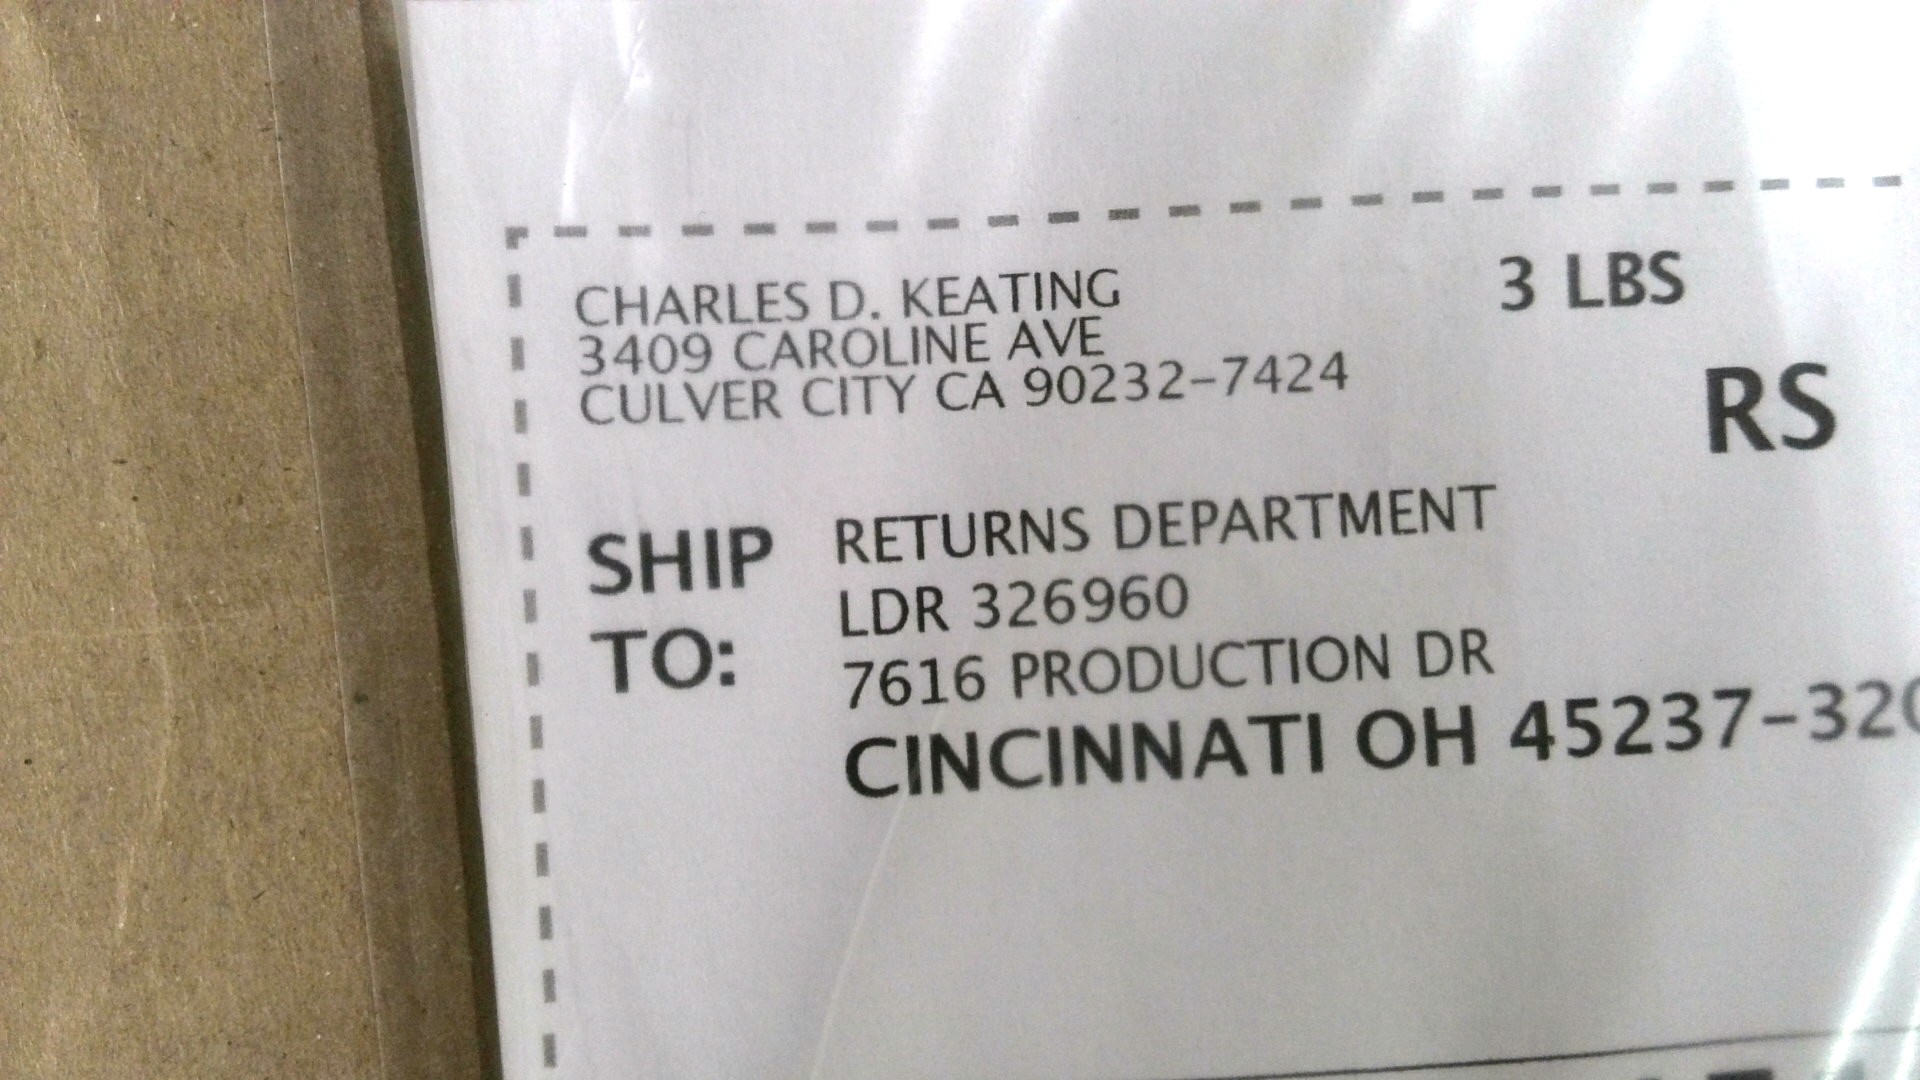 CHARLES D. KEATING 3 LBS
3409 CAROLINE AVE
CULVER CITY CA 90232-7424
RS
SHIP TO:
RETURNS DEPARTMENT
LDR 326960
7616 PRODUCTION DR
CINCINNATI OH 45237-320